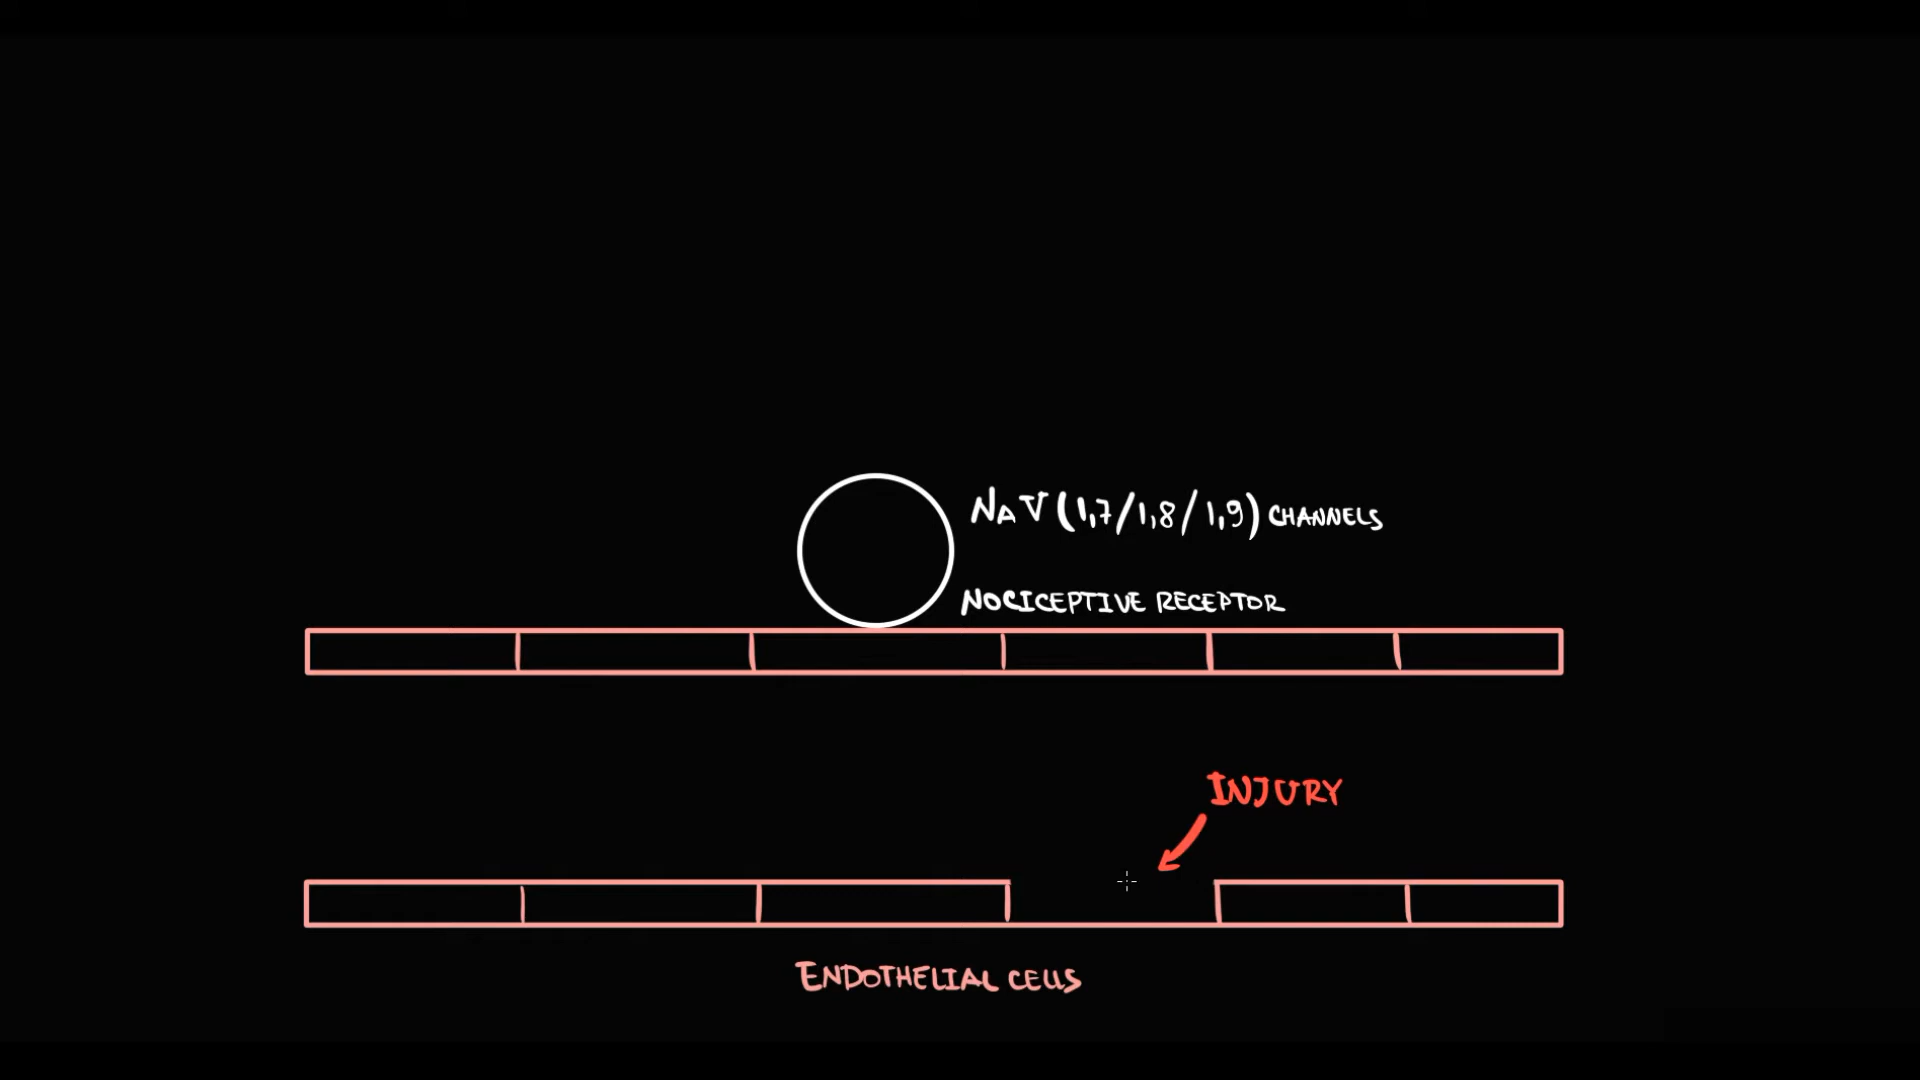 NaV (1,7/1,8/1,9) CHANNELS
NOCICEPTIVE RECEPTOR
INJURY
ENDOTHELIAL CELLS